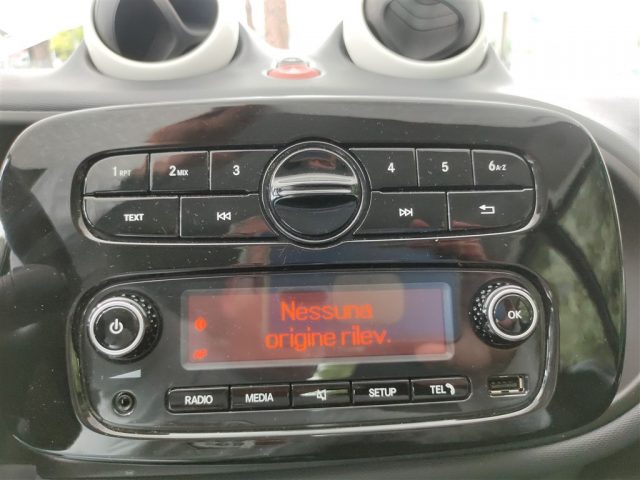 1 RPT 2 MIX 3 4 5 6 A-Z
TEXT
Nessuna
origine rilev.
OK
RADIO MEDIA SETUP TEL